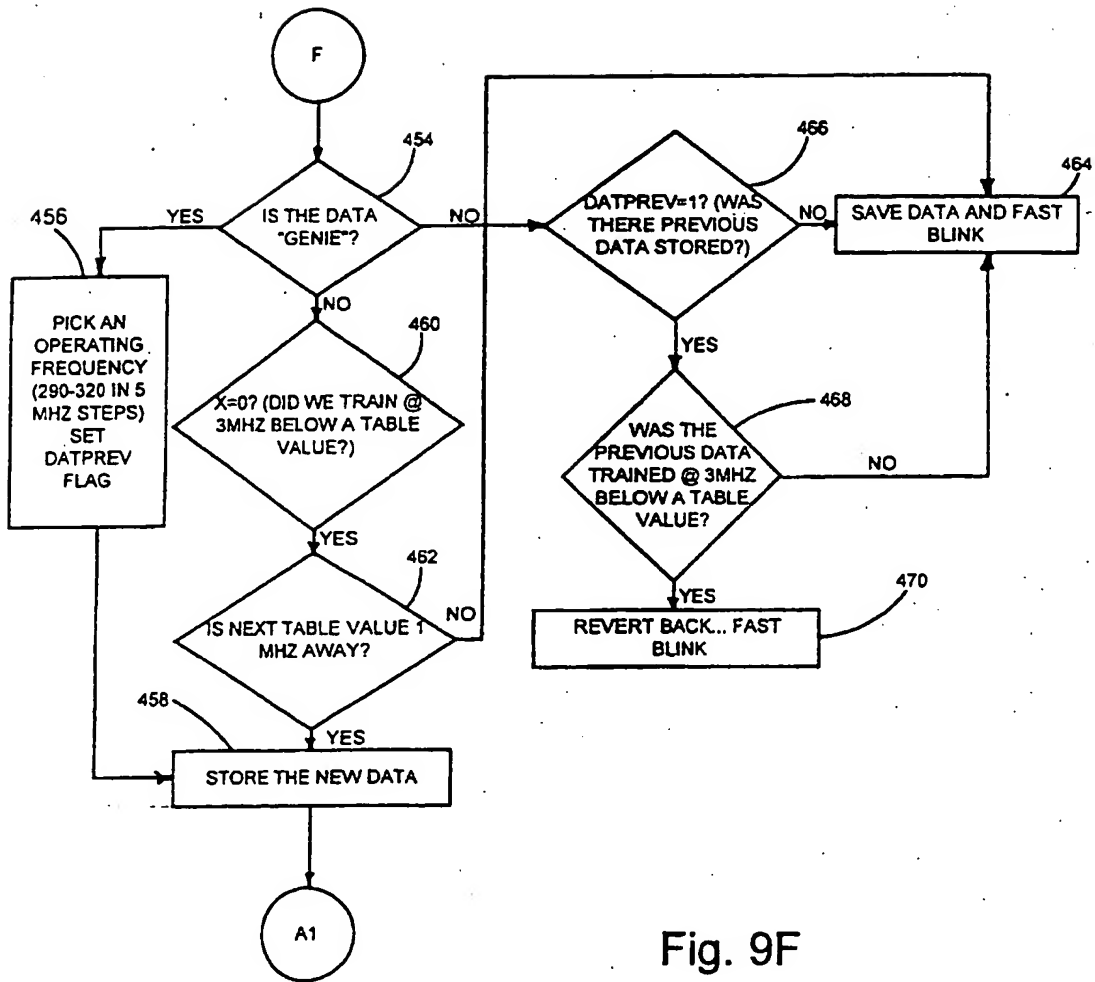 F
454
IS THE DATA
"GENIE"?
YES
NO
NO
456
PICK AN
OPERATING
FREQUENCY
(290-320 IN 5
MHZ STEPS)
SET
DATPREV
FLAG
460
X=0? (DID WE TRAIN @
3MHZ BELOW A TABLE
VALUE?)
YES
462
IS NEXT TABLE VALUE 1
MHZ AWAY?
NO
YES
458
STORE THE NEW DATA
A1
466
DATPREV=1? (WAS
THERE PREVIOUS
DATA STORED?)
NO
YES
464
SAVE DATA AND FAST
BLINK
468
WAS THE
PREVIOUS DATA
TRAINED @ 3MHZ
BELOW A TABLE
VALUE?
NO
YES
470
REVERT BACK... FAST
BLINK
Fig. 9F